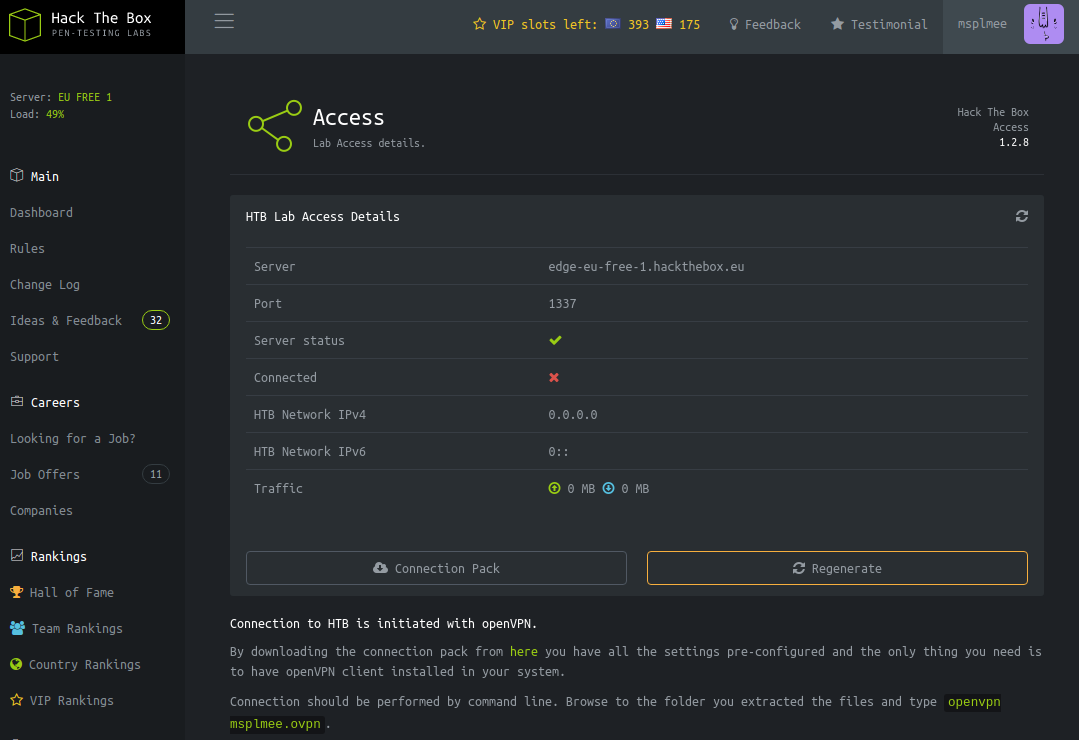 Hack The Box
PEN-TESTING LABS
VIP slots left: 393 175
Feedback
Testimonial
msplmee
Server: EU FREE 1
Load: 49%
Main
Dashboard
Rules
Change Log
Ideas & Feedback 32
Support
Careers
Looking for a Job?
Job Offers 11
Companies
Rankings
Hall of Fame
Team Rankings
Country Rankings
VIP Rankings
Access
Lab Access details.
Hack The Box
Access
1.2.8
HTB Lab Access Details
Server edge-eu-free-1.hackthebox.eu
Port 1337
Server status
Connected
HTB Network IPv4 0.0.0.0
HTB Network IPv6 0::
Traffic 0 MB 0 MB
Connection Pack
Regenerate
Connection to HTB is initiated with openVPN.
By downloading the connection pack from here you have all the settings pre-configured and the only thing you need is
to have openVPN client installed in your system.
Connection should be performed by command line. Browse to the folder you extracted the files and type openvpn
msplmee.ovpn .